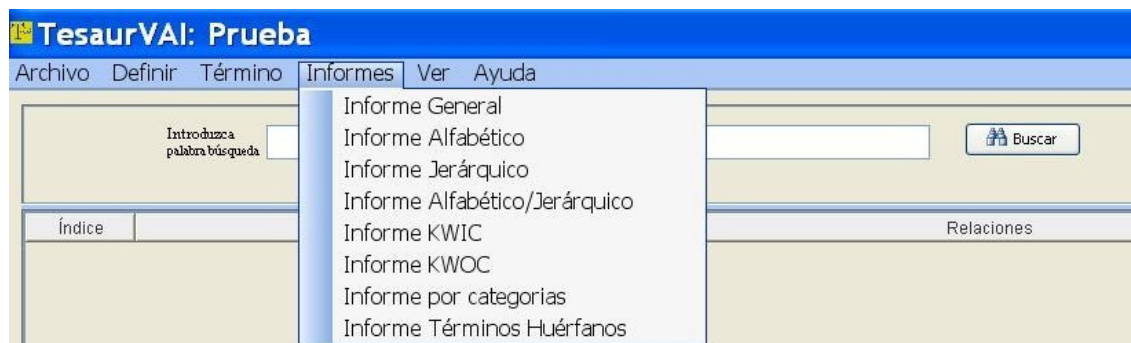 TesaurVAI: Prueba
Archivo Definir Término Informes Ver Ayuda
Informe General
Introduzca
palabra búsqueda
Informe Alfabético
Buscar
Informe Jerárquico
Informe Alfabético/Jerárquico
Índice
Informe KWIC
Relaciones
Informe KWOC
Informe por categorias
Informe Términos Huérfanos